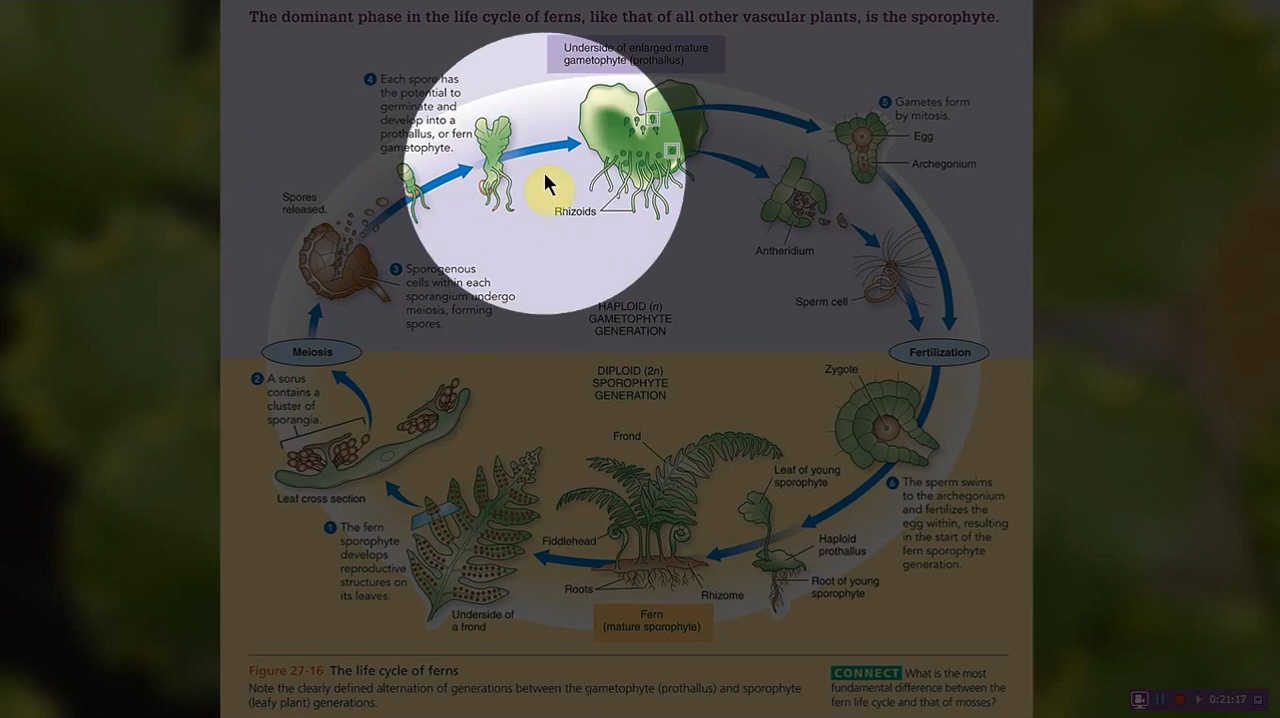 The dominant phase in the life cycle of ferns, like that of all other vascular plants, is the sporophyte.
Underside of enlarged mature
gametophyte (prothallus)
4 Each spore has
the potential to
germinate and
develop into a
prothallus, or fern
gametophyte.
5 Gametes form
by mitosis.
Egg
Archegonium
Spores
released.
Rhizoids
Antheridium
3 Sporogenous
cells within each
sporangium undergo
meiosis, forming
spores.
Sperm cell
HAPLOID (n)
GAMETOPHYTE
GENERATION
Meiosis
Fertilization
DIPLOID (2n)
SPOROPHYTE
GENERATION
Zygote
2 A sorus
contains a
cluster of
sporangia.
Frond
Leaf of young
sporophyte
Leaf cross section
6 The sperm swims
to the archegonium
and fertilizes the
egg within, resulting
in the start of the
fern sporophyte
generation.
1 The fern
sporophyte
develops
reproductive
structures on
its leaves.
Fiddlehead
Haploid
prothallus
Roots
Rhizome
Root of young
sporophyte
Underside of
a frond
Fern
(mature sporophyte)
Figure 27-16 The life cycle of ferns
Note the clearly defined alternation of generations between the gametophyte (prothallus) and sporophyte
(leafy plant) generations.
CONNECT What is the most
fundamental difference between the
fern life cycle and that of mosses?
0:21:17